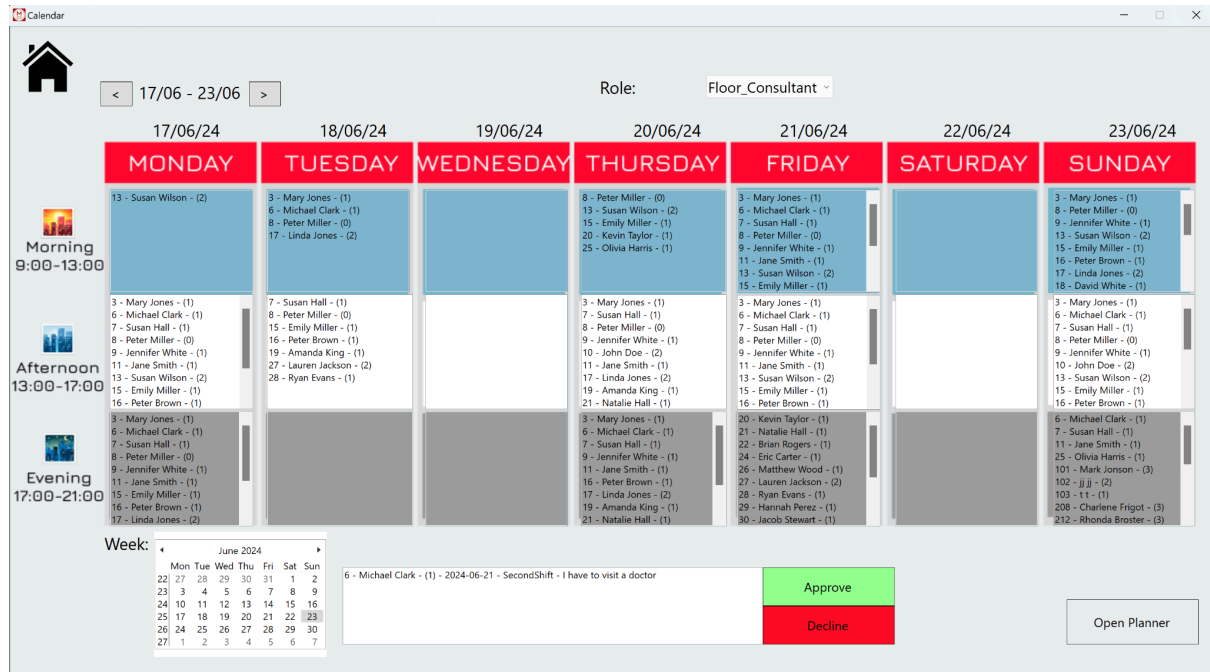 Calendar
< 17/06 - 23/06 >
Role: Floor_Consultant
17/06/24 18/06/24 19/06/24 20/06/24 21/06/24 22/06/24 23/06/24
MONDAY TUESDAY WEDNESDAY THURSDAY FRIDAY SATURDAY SUNDAY
Morning
9:00-13:00
13 - Susan Wilson - (2)
3 - Mary Jones - (1)
6 - Michael Clark - (1)
8 - Peter Miller - (0)
17 - Linda Jones - (2)
8 - Peter Miller - (0)
13 - Susan Wilson - (2)
15 - Emily Miller - (1)
20 - Kevin Taylor - (1)
25 - Olivia Harris - (1)
3 - Mary Jones - (1)
6 - Michael Clark - (1)
7 - Susan Hall - (1)
8 - Peter Miller - (0)
9 - Jennifer White - (1)
11 - Jane Smith - (1)
13 - Susan Wilson - (2)
15 - Emily Miller - (1)
3 - Mary Jones - (1)
8 - Peter Miller - (0)
9 - Jennifer White - (1)
13 - Susan Wilson - (2)
15 - Emily Miller - (1)
16 - Peter Brown - (1)
17 - Linda Jones - (2)
18 - David White - (1)
Afternoon
13:00-17:00
3 - Mary Jones - (1)
6 - Michael Clark - (1)
7 - Susan Hall - (1)
8 - Peter Miller - (0)
9 - Jennifer White - (1)
11 - Jane Smith - (1)
13 - Susan Wilson - (2)
15 - Emily Miller - (1)
16 - Peter Brown - (1)
7 - Susan Hall - (1)
8 - Peter Miller - (0)
15 - Emily Miller - (1)
16 - Peter Brown - (1)
19 - Amanda King - (1)
27 - Lauren Jackson - (2)
28 - Ryan Evans - (1)
3 - Mary Jones - (1)
7 - Susan Hall - (1)
8 - Peter Miller - (0)
9 - Jennifer White - (1)
10 - John Doe - (2)
11 - Jane Smith - (1)
17 - Linda Jones - (2)
19 - Amanda King - (1)
21 - Natalie Hall - (1)
3 - Mary Jones - (1)
6 - Michael Clark - (1)
7 - Susan Hall - (1)
8 - Peter Miller - (0)
9 - Jennifer White - (1)
11 - Jane Smith - (1)
13 - Susan Wilson - (2)
15 - Emily Miller - (1)
16 - Peter Brown - (1)
3 - Mary Jones - (1)
6 - Michael Clark - (1)
7 - Susan Hall - (1)
8 - Peter Miller - (0)
9 - Jennifer White - (1)
10 - John Doe - (2)
13 - Susan Wilson - (2)
15 - Emily Miller - (1)
16 - Peter Brown - (1)
Evening
17:00-21:00
3 - Mary Jones - (1)
6 - Michael Clark - (1)
7 - Susan Hall - (1)
8 - Peter Miller - (0)
9 - Jennifer White - (1)
11 - Jane Smith - (1)
15 - Emily Miller - (1)
16 - Peter Brown - (1)
17 - Linda Jones - (2)
3 - Mary Jones - (1)
6 - Michael Clark - (1)
7 - Susan Hall - (1)
9 - Jennifer White - (1)
11 - Jane Smith - (1)
16 - Peter Brown - (1)
17 - Linda Jones - (2)
19 - Amanda King - (1)
21 - Natalie Hall - (1)
20 - Kevin Taylor - (1)
21 - Natalie Hall - (1)
22 - Brian Rogers - (1)
24 - Eric Carter - (1)
26 - Matthew Wood - (1)
27 - Lauren Jackson - (2)
28 - Ryan Evans - (1)
29 - Hannah Perez - (1)
30 - Jacob Stewart - (1)
6 - Michael Clark - (1)
7 - Susan Hall - (1)
11 - Jane Smith - (1)
25 - Olivia Harris - (1)
101 - Mark Jonson - (3)
102 - jj jj - (2)
103 - t t - (1)
208 - Charlene Frigot - (3)
212 - Rhonda Broster - (3)
Week:
June 2024
Mon Tue Wed Thu Fri Sat Sun
22 27 28 29 30 31 1 2
23 3 4 5 6 7 8 9
24 10 11 12 13 14 15 16
25 17 18 19 20 21 22 23
26 24 25 26 27 28 29 30
27 1 2 3 4 5 6 7
6 - Michael Clark - (1) - 2024-06-21 - SecondShift - I have to visit a doctor
Approve
Decline
Open Planner